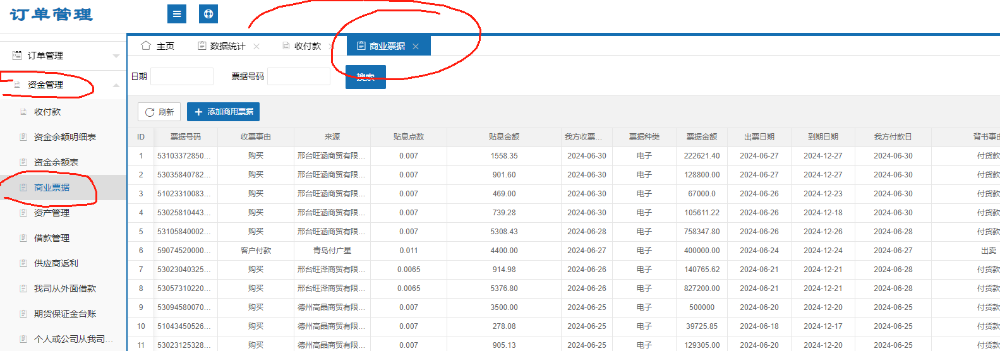 订单管理
主页 数据统计 收付款 商业票据
订单管理
资金管理
收付款
资金余额明细表
资金余额表
商业票据
资产管理
借款管理
供应商返利
我司从外面借款
期货保证金台账
个人或公司从我司...
日期 票据号码 搜索
刷新 添加商用票据
ID 票据号码 收票事由 来源 贴息点数 贴息金额 我方收票... 票据种类 票据金额 出票日期 到期日期 我方付款日 背书事由
1 53103372850... 购买 邢台旺涵商贸有限... 0.007 1558.35 2024-06-30 电子 222621.40 2024-06-27 2024-12-27 2024-06-30 付货款
2 53035840782... 购买 邢台旺涵商贸有限... 0.007 901.60 2024-06-30 电子 128800.00 2024-06-27 2024-12-27 2024-06-30 付货款
3 51023310083... 购买 邢台旺涵商贸有限... 0.007 469.00 2024-06-30 电子 67000.0 2024-06-26 2024-12-23 2024-06-30 付货款
4 53025810443... 购买 邢台旺涵商贸有限... 0.007 739.28 2024-06-30 电子 105611.22 2024-06-26 2024-12-18 2024-06-30 付货款
5 53105840002... 购买 邢台旺涵商贸有限... 0.007 5308.43 2024-06-28 电子 758347.80 2024-06-26 2024-12-26 2024-06-28 付货款
6 59074520000... 客户付款 青岛付广星 0.011 4400.00 2024-06-27 电子 400000.00 2024-06-24 2024-12-24 2024-06-27 出卖
7 53023040325... 购买 邢台旺泽商贸有限... 0.0065 914.98 2024-06-26 电子 140765.62 2024-06-21 2024-12-21 2024-06-28 付货款
8 53057310220... 购买 邢台旺泽商贸有限... 0.0065 5376.80 2024-06-26 电子 827200.00 2024-06-21 2024-12-21 2024-06-28 付货款
9 53094580070... 购买 德州高晶商贸有限... 0.007 3500.00 2024-06-25 电子 500000 2024-06-20 2024-12-20 2024-06-25 付货款
10 51043450526... 购买 德州高晶商贸有限... 0.007 278.08 2024-06-25 电子 39725.85 2024-06-18 2024-12-17 2024-06-25 付货款
11 53023125328... 购买 德州高晶商贸有限... 0.007 905.13 2024-06-25 电子 129305.00 2024-06-20 2024-12-20 2024-06-25 付货款